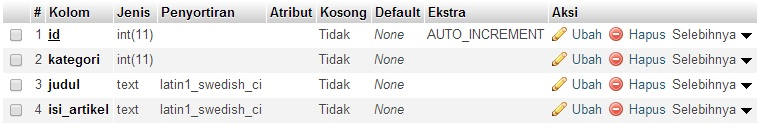 # Kolom Jenis Penyortiran Atribut Kosong Default Ekstra Aksi
1 id int(11) Tidak None AUTO_INCREMENT Ubah Hapus Selebihnya
2 kategori int(11) Tidak None Ubah Hapus Selebihnya
3 judul text latin1_swedish_ci Tidak None Ubah Hapus Selebihnya
4 isi_artikel text latin1_swedish_ci Tidak None Ubah Hapus Selebihnya